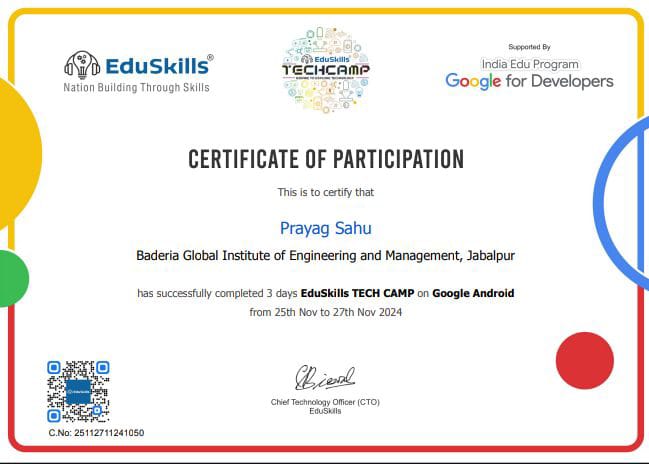 EduSkills®
Nation Building Through Skills
EduSkills
TECHCAMP
Supported By
India Edu Program
Google for Developers
CERTIFICATE OF PARTICIPATION
This is to certify that
Prayag Sahu
Baderia Global Institute of Engineering and Management, Jabalpur
has successfully completed 3 days EduSkills TECH CAMP on Google Android
from 25th Nov to 27th Nov 2024
Chief Technology Officer (CTO)
EduSkills
C.No: 25112711241050